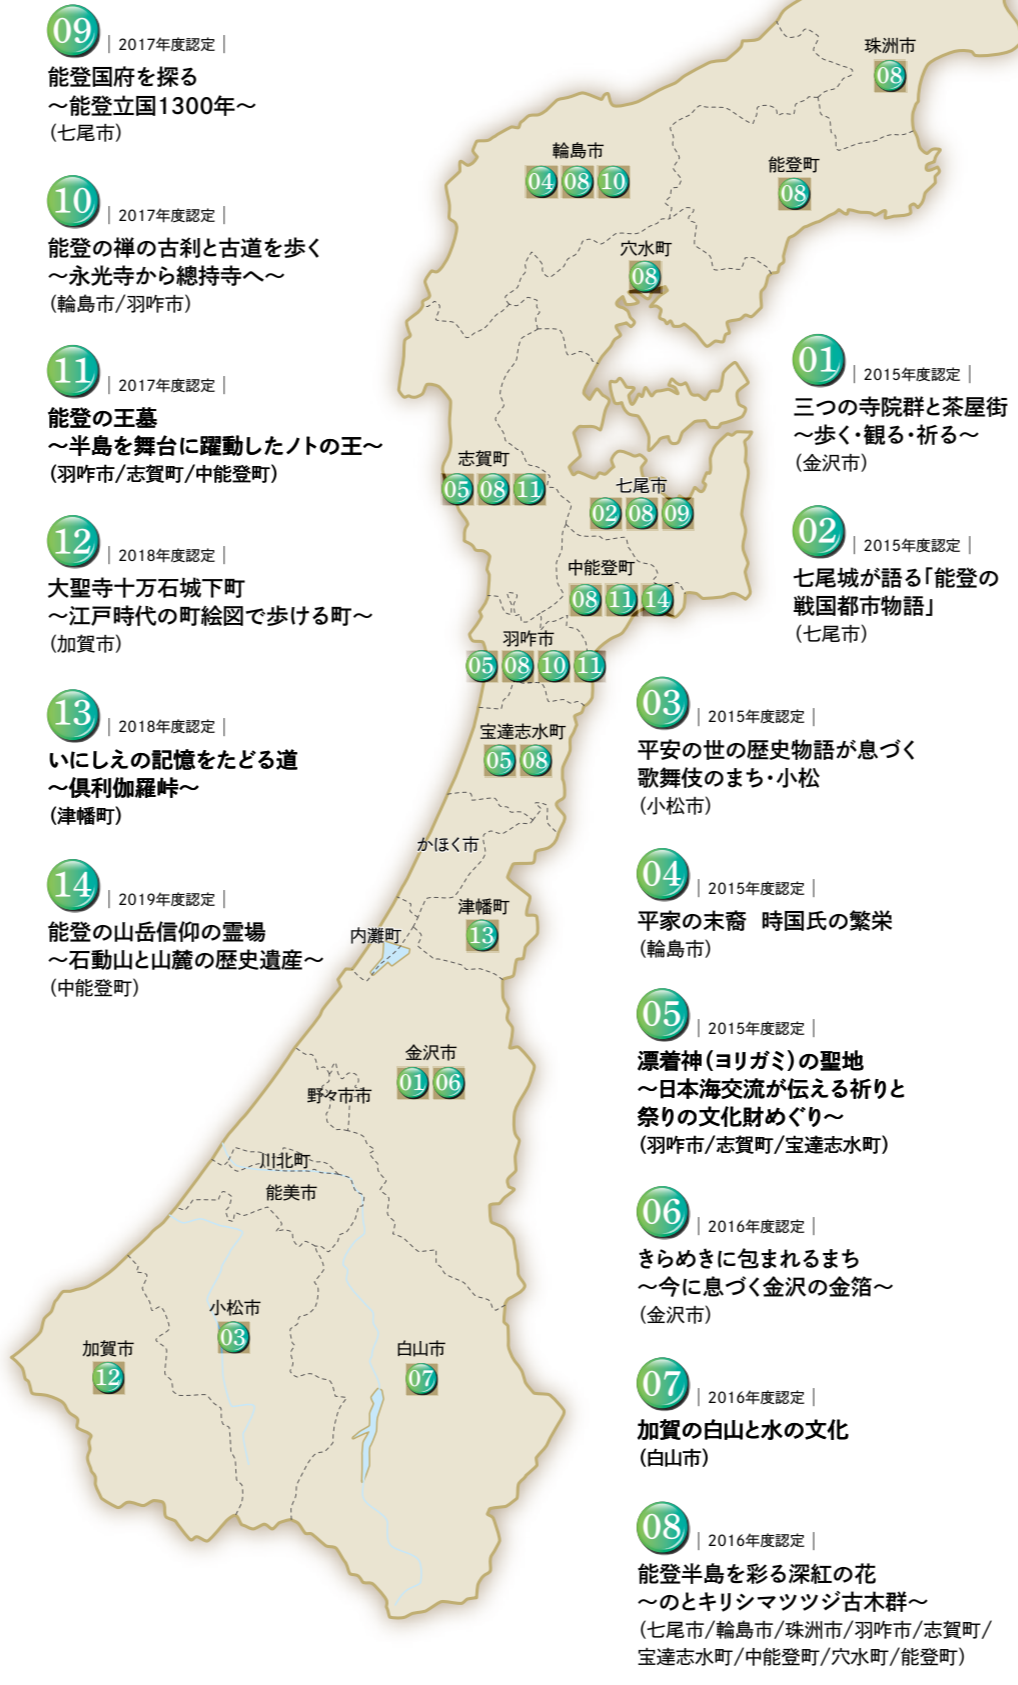 09 | 2017年度認定 |
能登国府を探る
〜能登立国1300年〜
(七尾市)
10 | 2017年度認定 |
能登の禅の古刹と古道を歩く
〜永光寺から總持寺へ〜
(輪島市/羽咋市)
11 | 2017年度認定 |
能登の王墓
〜半島を舞台に躍動したノトの王〜
(羽咋市/志賀町/中能登町)
12 | 2018年度認定 |
大聖寺十万石城下町
〜江戸時代の町絵図で歩ける町〜
(加賀市)
13 | 2018年度認定 |
いにしえの記憶をたどる道
〜倶利伽羅峠〜
(津幡町)
14 | 2019年度認定 |
能登の山岳信仰の霊場
〜石動山と山麓の歴史遺産〜
(中能登町)
珠洲市
08
輪島市
04 08 10
能登町
08
穴水町
08
志賀町
05 08 11
七尾市
02 08 09
中能登町
08 11 14
羽咋市
05 08 10 11
宝達志水町
05 08
かほく市
津幡町
13
内灘町
金沢市
01 06
野々市市
川北町
能美市
小松市
03
加賀市
12
白山市
07
01 | 2015年度認定 |
三つの寺院群と茶屋街
〜歩く・観る・祈る〜
(金沢市)
02 | 2015年度認定 |
七尾城が語る「能登の
戦国都市物語」
(七尾市)
03 | 2015年度認定 |
平安の世の歴史物語が息づく
歌舞伎のまち・小松
(小松市)
04 | 2015年度認定 |
平家の末裔　時国氏の繁栄
(輪島市)
05 | 2015年度認定 |
漂着神(ヨリガミ)の聖地
〜日本海交流が伝える祈りと
祭りの文化財めぐり〜
(羽咋市/志賀町/宝達志水町)
06 | 2016年度認定 |
きらめきに包まれるまち
〜今に息づく金沢の金箔〜
(金沢市)
07 | 2016年度認定 |
加賀の白山と水の文化
(白山市)
08 | 2016年度認定 |
能登半島を彩る深紅の花
〜のとキリシマツツジ古木群〜
(七尾市/輪島市/珠洲市/羽咋市/志賀町/
宝達志水町/中能登町/穴水町/能登町)